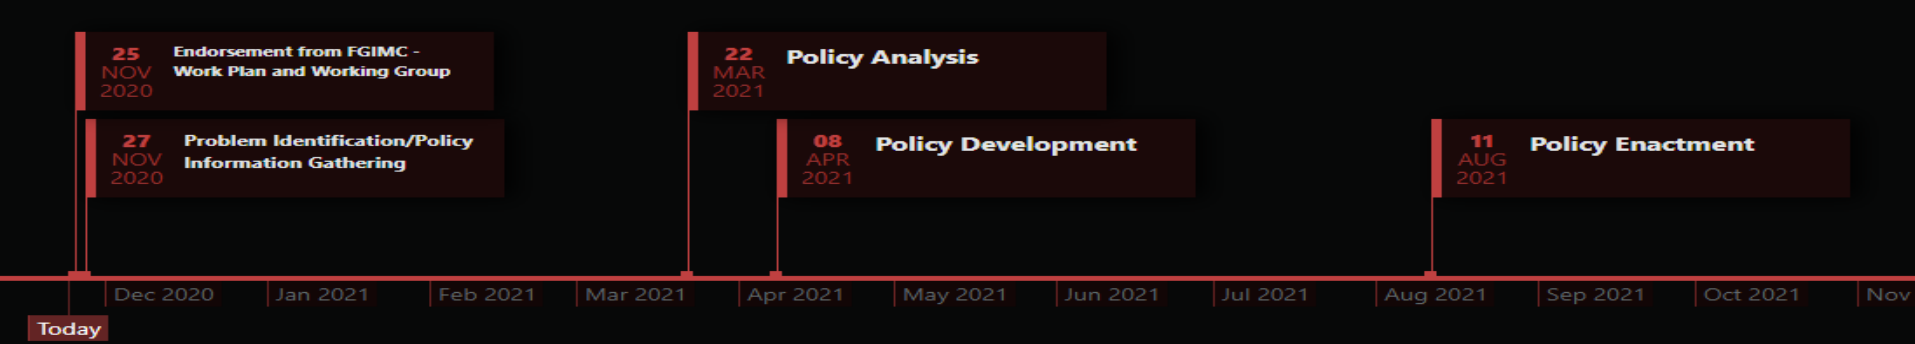 25
NOV
2020
Endorsement from FGIMC -
Work Plan and Working Group
22
MAR
2021
Policy Analysis
27
NOV
2020
Problem Identification/Policy
Information Gathering
08
APR
2021
Policy Development
11
AUG
2021
Policy Enactment
Dec 2020
Jan 2021
Feb 2021
Mar 2021
Apr 2021
May 2021
Jun 2021
Jul 2021
Aug 2021
Sep 2021
Oct 2021
Nov
Today